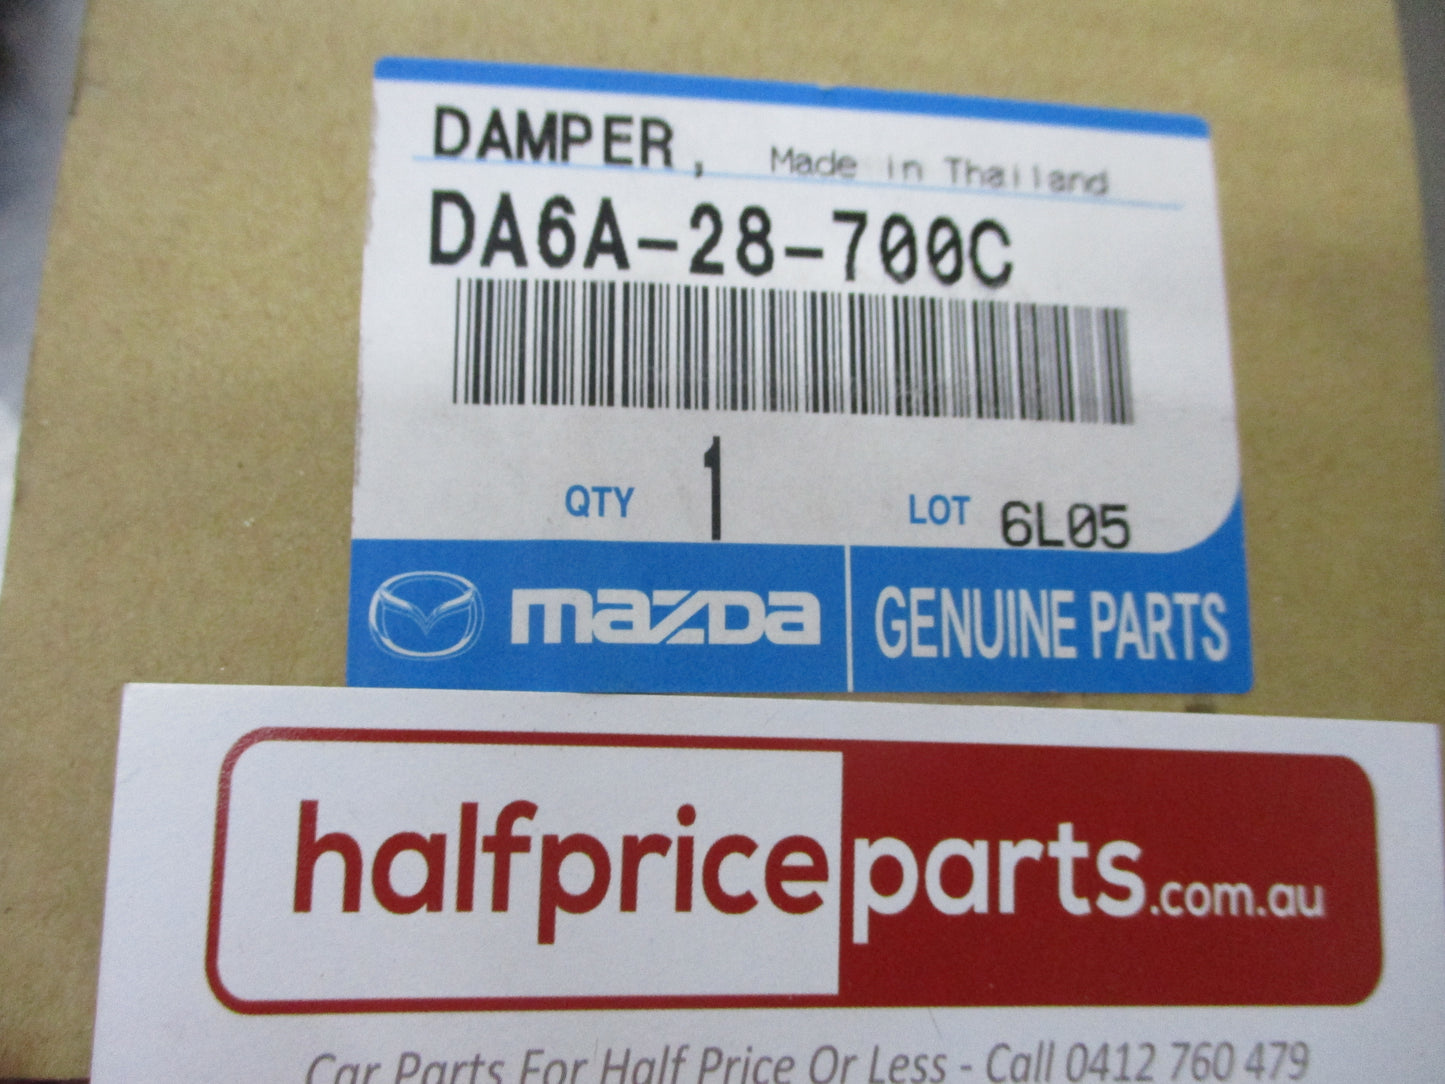 DAMPER, Made in Thailand
DA6A-28-700C
QTY 1 LOT 6L05
mazda GENUINE PARTS
halfpriceparts.com.au
Car Parts For Half Price Or Less - Call 0412 760 479